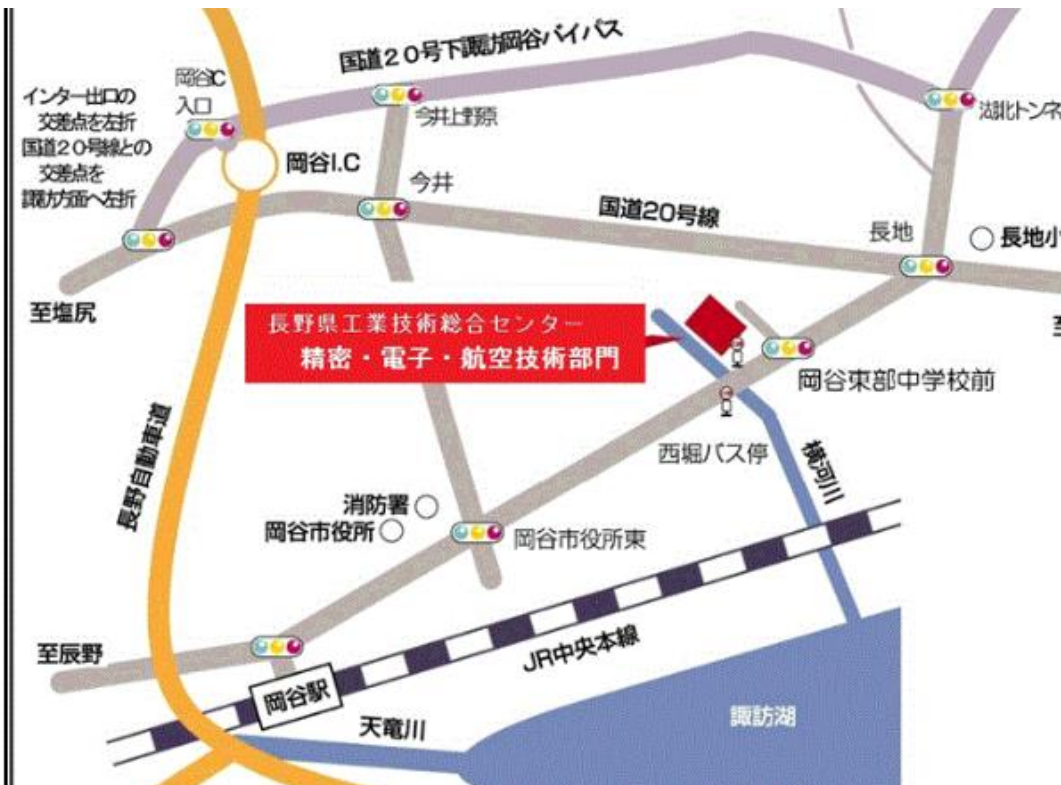 国道20号下諏訪岡谷バイパス
岡谷IC
入口
インター出口の
交差点を左折
国道20号線との
交差点を
諏訪方面へ左折
今井上野原
湖北トンネ
岡谷I.C
今井
国道20号線
長地
長地小
至塩尻
至
長野県工業技術総合センター
精密・電子・航空技術部門
岡谷東部中学校前
長野自動車道
西堀バス停
横河川
消防署
岡谷市役所
岡谷市役所東
至辰野
JR中央本線
岡谷駅
天竜川
諏訪湖